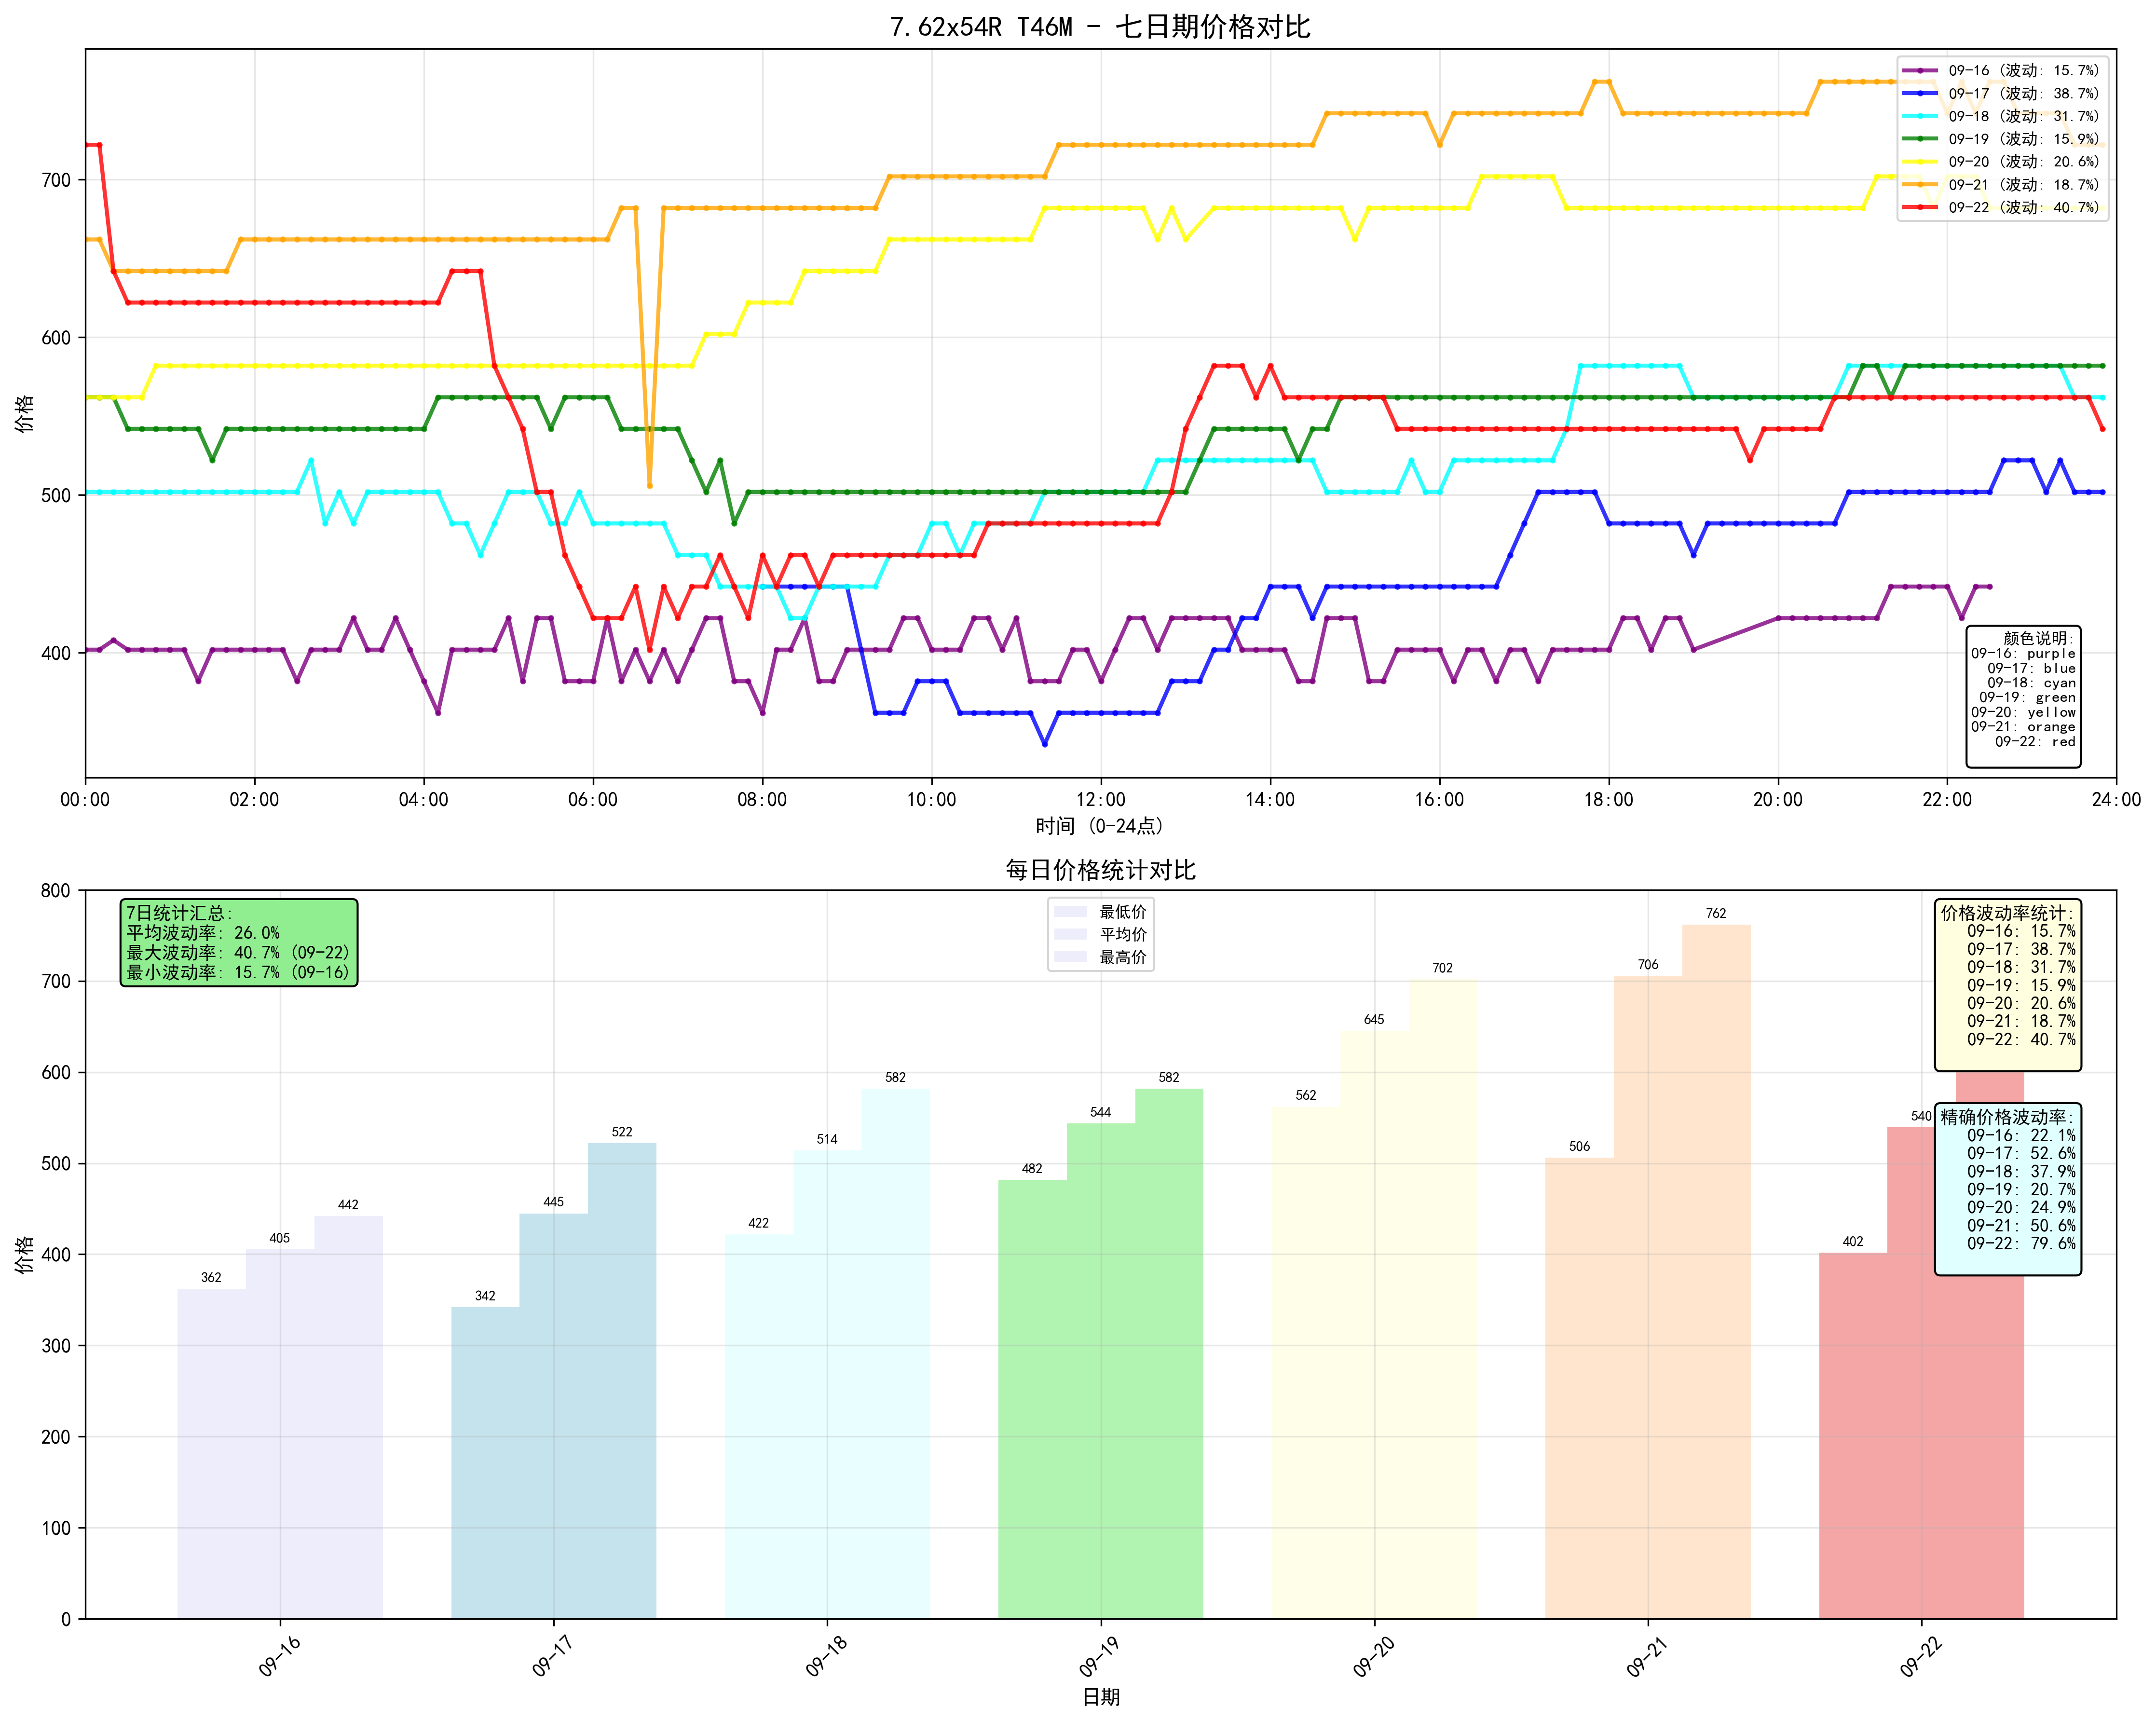 7.62x54R T46M - 七日期价格对比
09-16 (波动: 15.7%)
09-17 (波动: 38.7%)
09-18 (波动: 31.7%)
09-19 (波动: 15.9%)
09-20 (波动: 20.6%)
09-21 (波动: 18.7%)
09-22 (波动: 40.7%)
价格
700
600
500
400
颜色说明:
09-16: purple
09-17: blue
09-18: cyan
09-19: green
09-20: yellow
09-21: orange
09-22: red
00:00 02:00 04:00 06:00 08:00 10:00 12:00 14:00 16:00 18:00 20:00 22:00 24:00
时间 (0-24点)
每日价格统计对比
7日统计汇总:
平均波动率: 26.0%
最大波动率: 40.7% (09-22)
最小波动率: 15.7% (09-16)
最低价
平均价
最高价
价格波动率统计:
09-16: 15.7%
09-17: 38.7%
09-18: 31.7%
09-19: 15.9%
09-20: 20.6%
09-21: 18.7%
09-22: 40.7%
精确价格波动率:
09-16: 22.1%
09-17: 52.6%
09-18: 37.9%
09-19: 20.7%
09-20: 24.9%
09-21: 50.6%
09-22: 79.6%
价格
800
700
600
500
400
300
200
100
0
362 405 442
342 445 522
422 514 582
482 544 582
562 645 702
506 706 762
402 540
09-16 09-17 09-18 09-19 09-20 09-21 09-22
日期